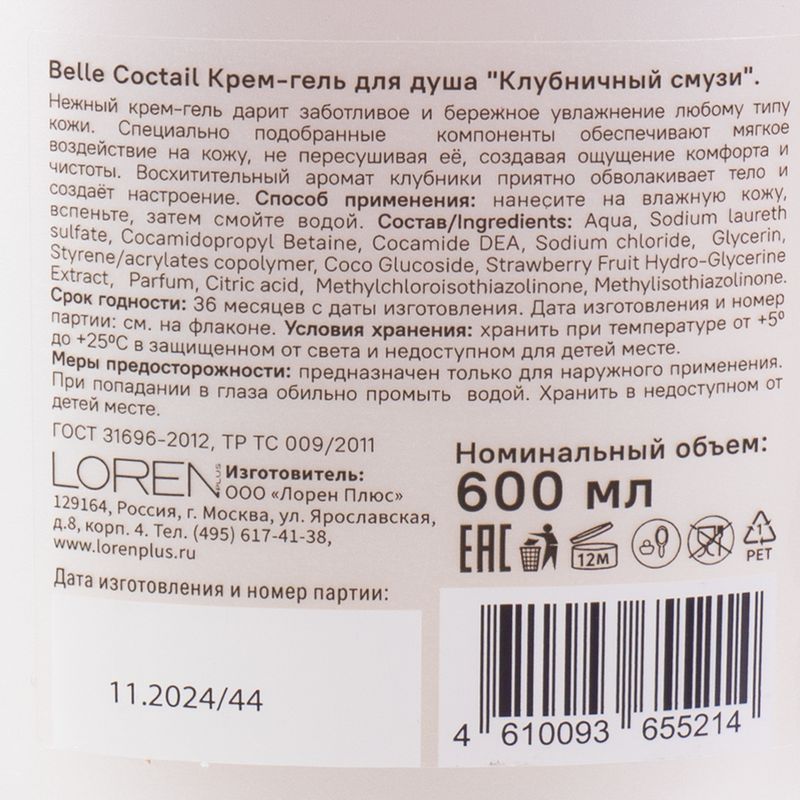 Belle Coctail Крем-гель для душа "Клубничный смузи".
Нежный крем-гель дарит заботливое и бережное увлажнение любому типу
кожи. Специально подобранные компоненты обеспечивают мягкое
воздействие на кожу, не пересушивая её, создавая ощущение комфорта и
чистоты. Восхитительный аромат клубники приятно обволакивает тело и
создаёт настроение. Способ применения: нанесите на влажную кожу,
вспеньте, затем смойте водой. Состав/Ingredients: Aqua, Sodium laureth
sulfate, Cocamidopropyl Betaine, Cocamide DEA, Sodium chloride, Glycerin,
Styrene/acrylates copolymer, Coco Glucoside, Strawberry Fruit Hydro-Glycerine
Extract, Parfum, Citric acid, Methylchloroisothiazolinone, Methylisothiazolinone.
Срок годности: 36 месяцев с даты изготовления. Дата изготовления и номер
партии: см. на флаконе. Условия хранения: хранить при температуре от +5º
до +25ºС в защищенном от света и недоступном для детей месте.
Меры предосторожности: предназначен только для наружного применения.
При попадании в глаза обильно промыть водой. Хранить в недоступном от
детей месте.
ГОСТ 31696-2012, ТР ТС 009/2011
LOREN PLUS Изготовитель:
ООО «Лорен Плюс»
129164, Россия, г. Москва, ул. Ярославская,
д.8, корп. 4. Тел. (495) 617-41-38,
www.lorenplus.ru
Номинальный объем:
600 мл
EAC 12М 1 PET
Дата изготовления и номер партии:
11.2024/44
4 610093 655214